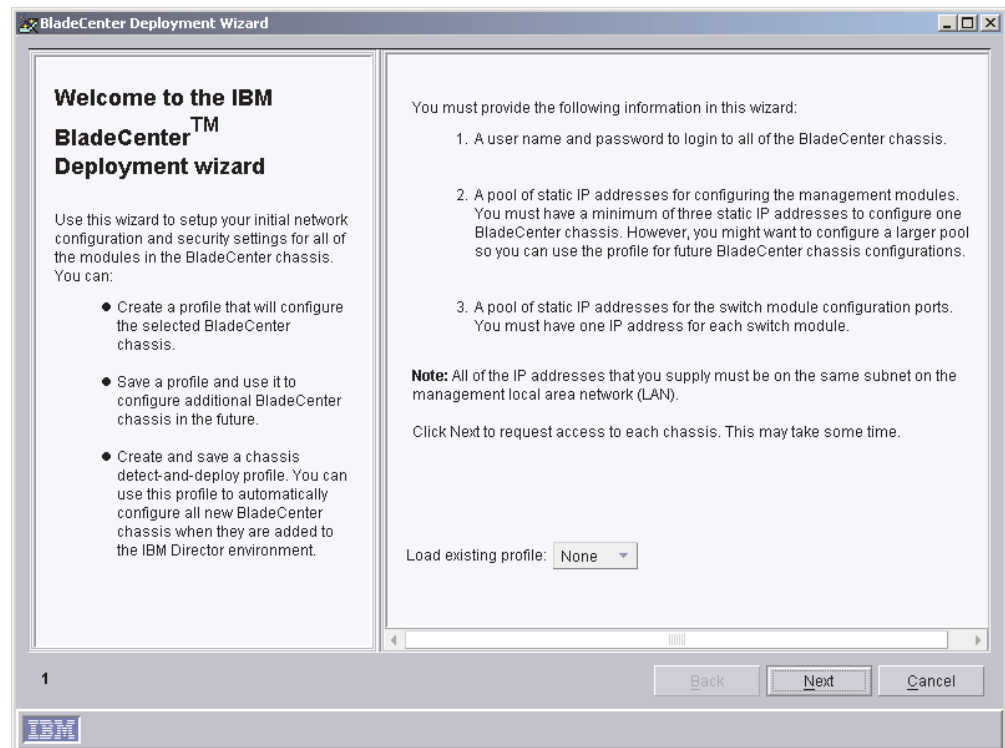 BladeCenter Deployment Wizard
Welcome to the IBM
BladeCenter™
Deployment wizard
Use this wizard to setup your initial network
configuration and security settings for all of
the modules in the BladeCenter chassis.
You can:
● Create a profile that will configure
the selected BladeCenter
chassis.
● Save a profile and use it to
configure additional BladeCenter
chassis in the future.
● Create and save a chassis
detect-and-deploy profile. You can
use this profile to automatically
configure all new BladeCenter
chassis when they are added to
the IBM Director environment.
You must provide the following information in this wizard:
1. A user name and password to login to all of the BladeCenter chassis.
2. A pool of static IP addresses for configuring the management modules.
You must have a minimum of three static IP addresses to configure one
BladeCenter chassis. However, you might want to configure a larger pool
so you can use the profile for future BladeCenter chassis configurations.
3. A pool of static IP addresses for the switch module configuration ports.
You must have one IP address for each switch module.
Note: All of the IP addresses that you supply must be on the same subnet on the
management local area network (LAN).
Click Next to request access to each chassis. This may take some time.
Load existing profile: None
1
Back Next Cancel
IBM